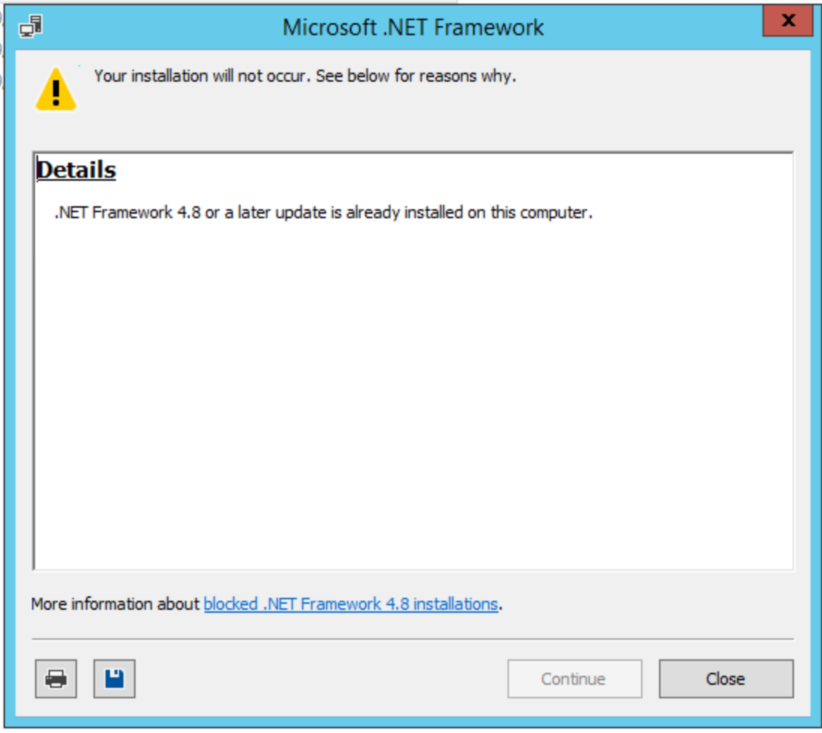 Microsoft .NET Framework
x
Your installation will not occur. See below for reasons why.
Details
.NET Framework 4.8 or a later update is already installed on this computer.
More information about blocked .NET Framework 4.8 installations.
Continue
Close